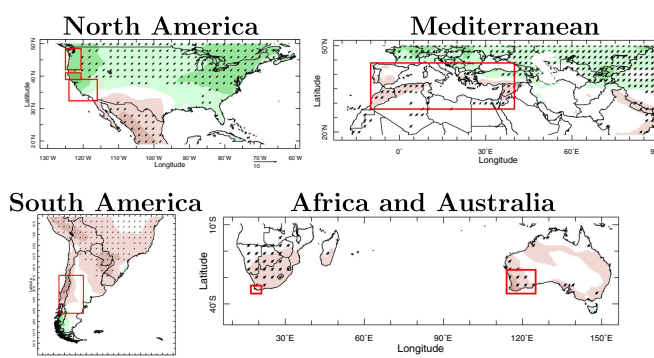 North America
Mediterranean
50˚N
40˚N
30˚N
20˚N
Latitude
130˚W
120˚W
110˚W
100˚W
90˚W
80˚W
70˚W
60˚W
Longitude
10
50˚N
20˚N
Latitude
0˚
30˚E
60˚E
Longitude
South America
Africa and Australia
10˚S
40˚S
Latitude
30˚E
60˚E
90˚E
120˚E
150˚E
Longitude